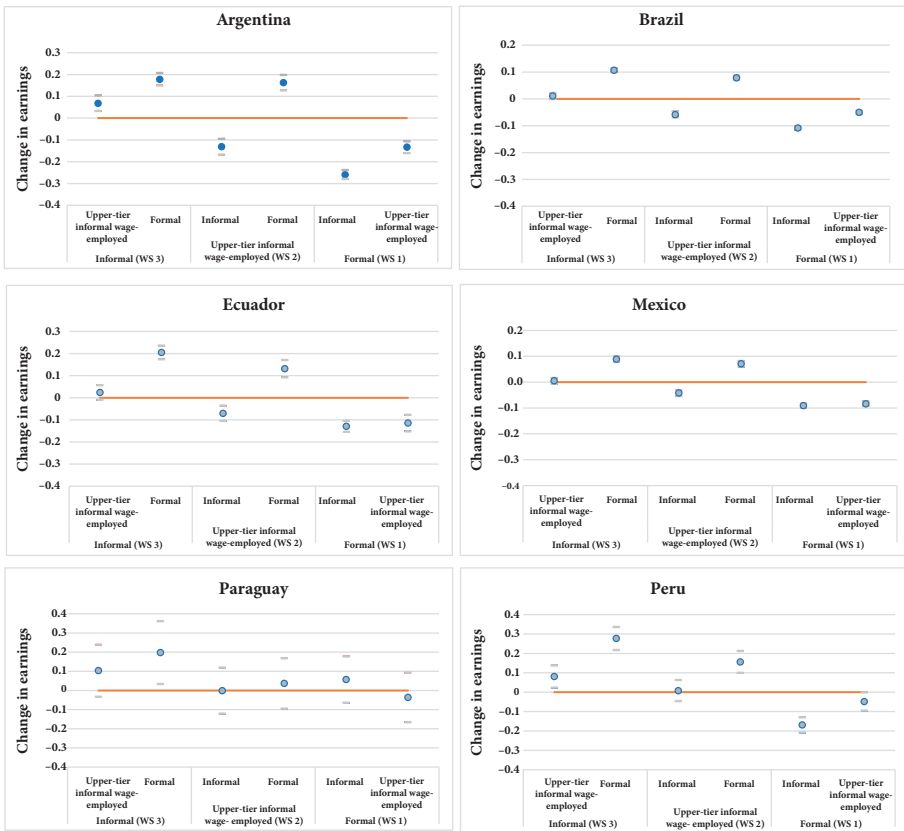 Argentina
Change in earnings
0.3
0.2
0.1
0
–0.1
–0.2
–0.3
–0.4
Upper-tier
informal wage-
employed
Formal
Informal
Formal
Informal
Upper-tier
informal wage-
employed
Informal (WS 3)
Upper-tier informal
wage-employed (WS 2)
Formal (WS 1)
Brazil
Change in earnings
0.2
0.1
0
–0.1
–0.2
–0.3
–0.4
Upper-tier
informal wage-
employed
Formal
Informal
Formal
Informal
Upper-tier
informal wage-
employed
Informal (WS 3)
Upper-tier informal
wage-employed (WS 2)
Formal (WS 1)
Ecuador
Change in earnings
0.3
0.2
0.1
0
–0.1
–0.2
–0.3
–0.4
Upper-tier
informal wage-
employed
Formal
Informal
Formal
Informal
Upper-tier
informal wage-
employed
Informal (WS 3)
Upper-tier informal
wage-employed (WS 2)
Formal (WS 1)
Mexico
Change in earnings
0.2
0.1
0.0
–0.1
–0.2
–0.3
–0.4
Upper-tier
informal wage-
employed
Formal
Informal
Formal
Informal
Upper-tier
informal wage-
employed
Informal (WS 3)
Upper-tier informal
wage-employed (WS 2)
Formal (WS 1)
Paraguay
Change in earnings
0.4
0.3
0.2
0.1
0
–0.1
–0.2
–0.3
0.4
Upper-tier
informal wage-
employed
Formal
Informal
Formal
Informal
Upper-tier
informal wage-
employed
Informal (WS 3)
Upper-tier informal
wage- employed (WS 2)
Formal (WS 1)
Peru
Change in earnings
0.4
0.3
0.2
0.1
0
–0.1
–0.2
–0.3
–0.4
Upper-tier
informal wage-
employed
Formal
Informal
Formal
Informal
Upper-tier
informal wage-
employed
Informal (WS 3)
Upper-tier informal
wage-employed (WS 2)
Formal (WS 1)